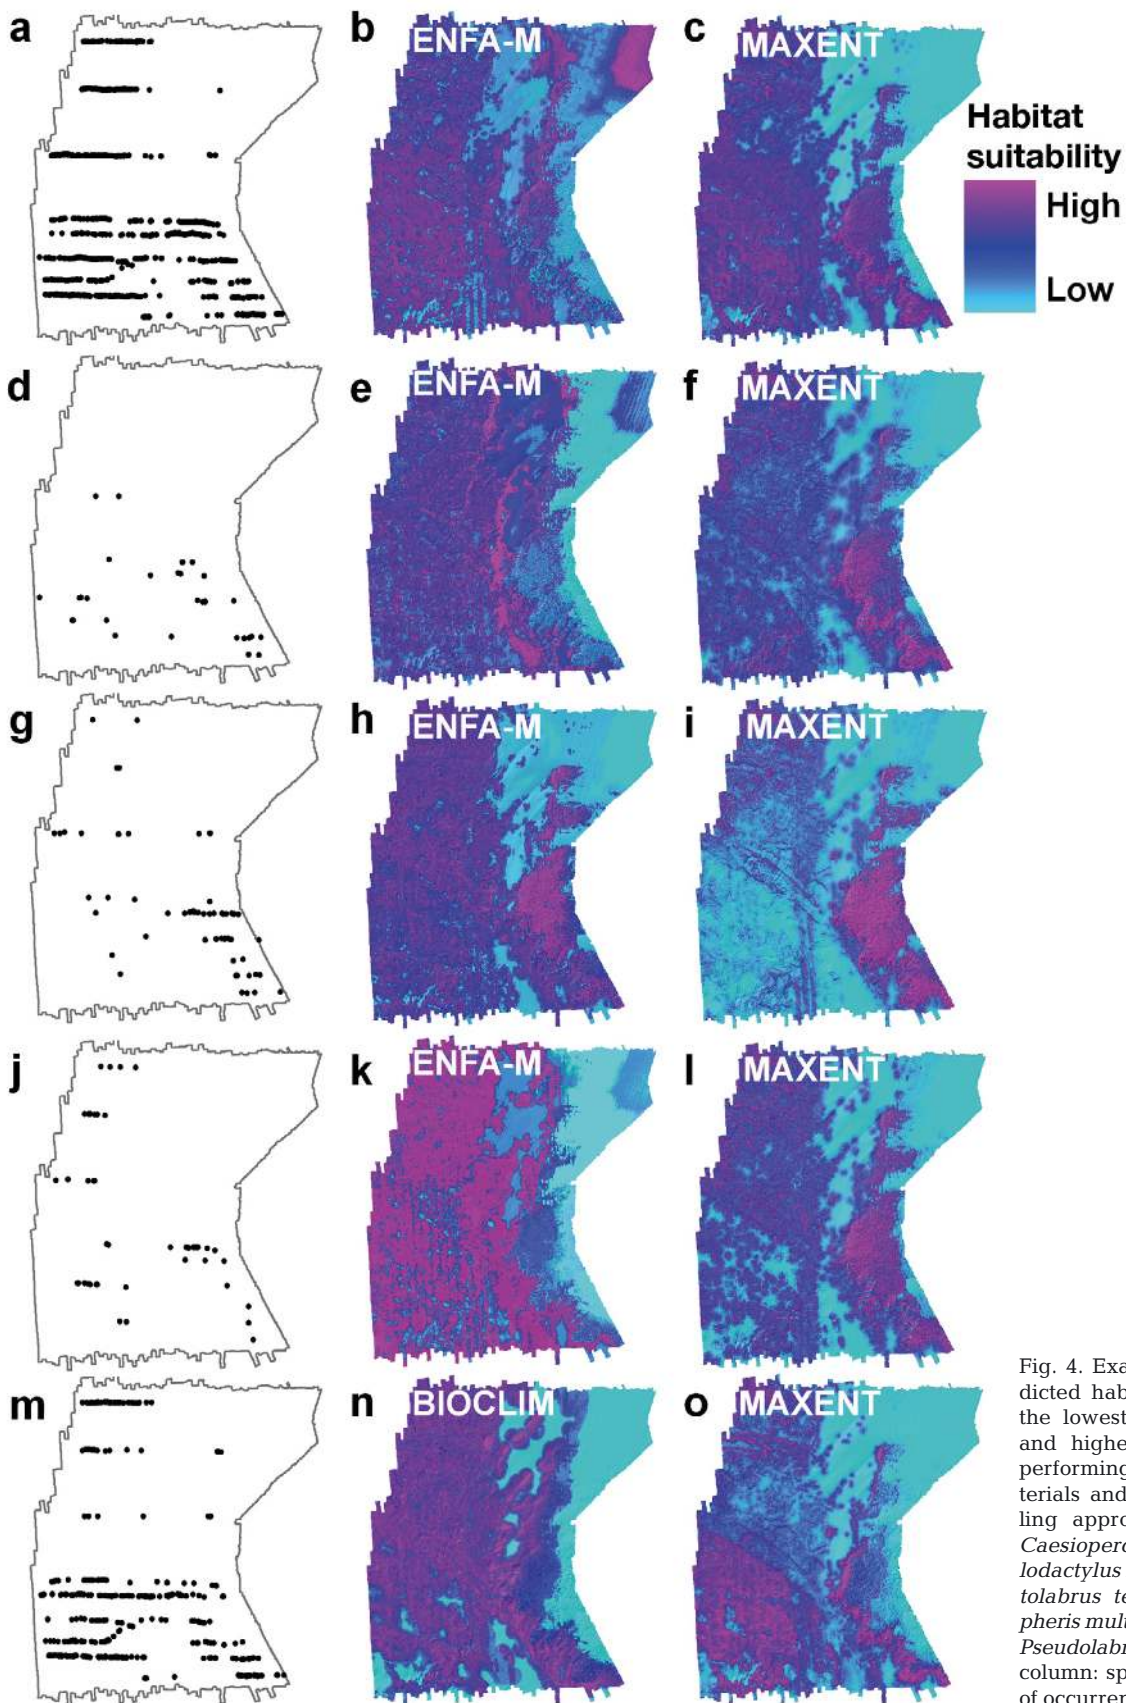 a
b
ENFA-M
c
MAXENT
Habitat
suitability
High
Low
d
e
ENFA-M
f
MAXENT
g
h
ENFA-M
i
MAXENT
j
k
ENFA-M
l
MAXENT
m
n
BIOCLIM
o
MAXENT
Fig. 4. Exa
dicted hab
the lowest
and highe
performing
terials and
ling appro
Caesioperc
lodactylus
tolabrus te
pheris mult
Pseudolabr
column: sp
of occurren